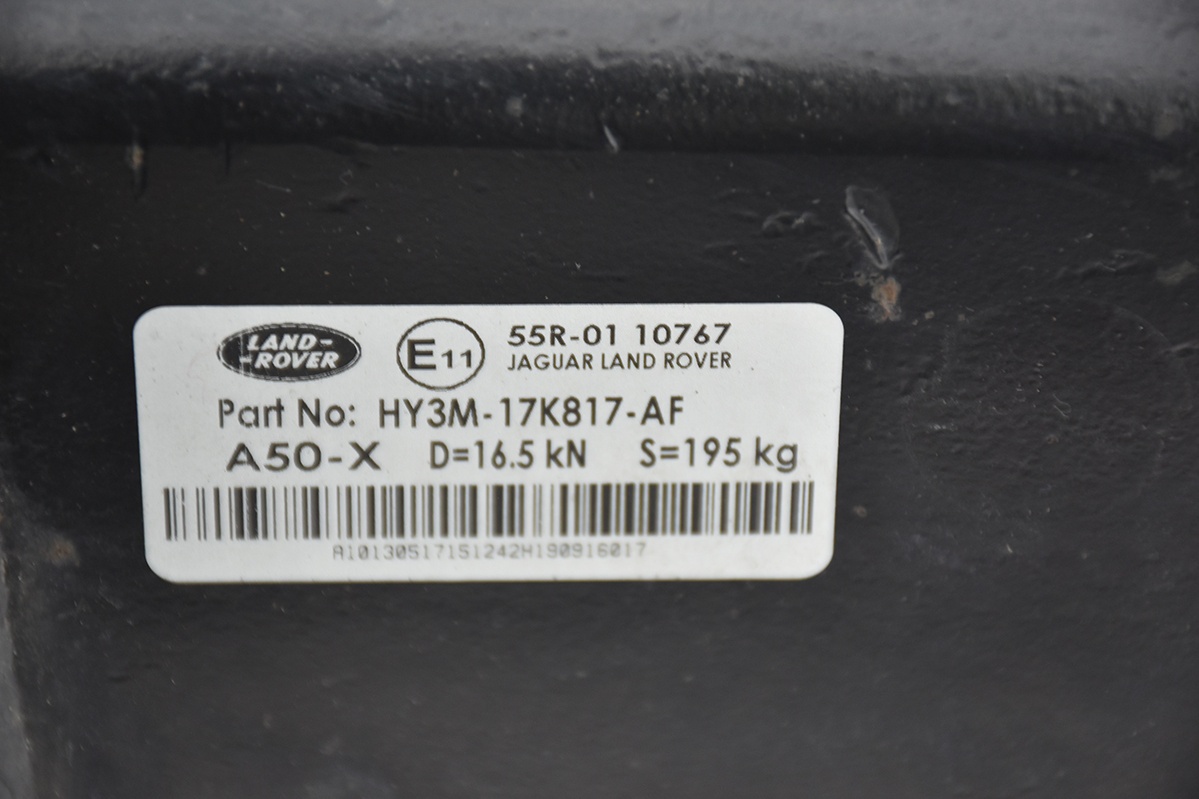 LAND-
-ROVER
E11
55R-01 10767
JAGUAR LAND ROVER
Part No: HY3M-17K817-AF
A50-X D=16.5 kN S=195 kg
A101305171S1242H190916017